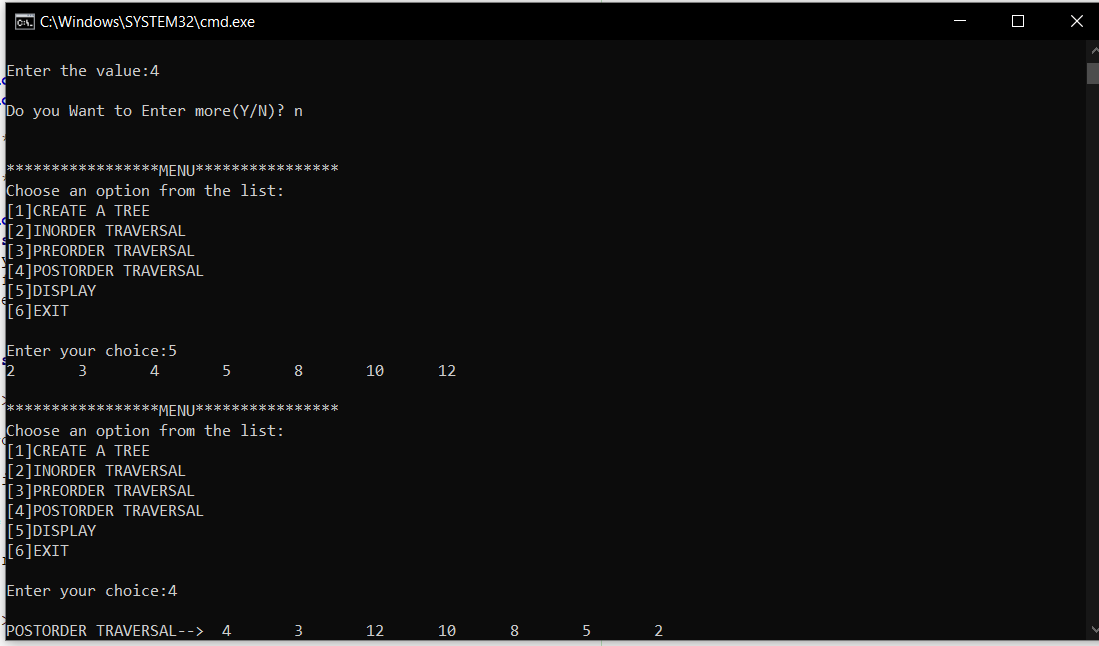 C:\Windows\SYSTEM32\cmd.exe
Enter the value:4
Do you Want to Enter more(Y/N)? n
*****************MENU****************
Choose an option from the list:
[1]CREATE A TREE
[2]INORDER TRAVERSAL
[3]PREORDER TRAVERSAL
[4]POSTORDER TRAVERSAL
[5]DISPLAY
[6]EXIT
Enter your choice:5
2       3       4       5       8       10      12
*****************MENU****************
Choose an option from the list:
[1]CREATE A TREE
[2]INORDER TRAVERSAL
[3]PREORDER TRAVERSAL
[4]POSTORDER TRAVERSAL
[5]DISPLAY
[6]EXIT
Enter your choice:4
POSTORDER TRAVERSAL-->  4       3       12      10      8       5       2